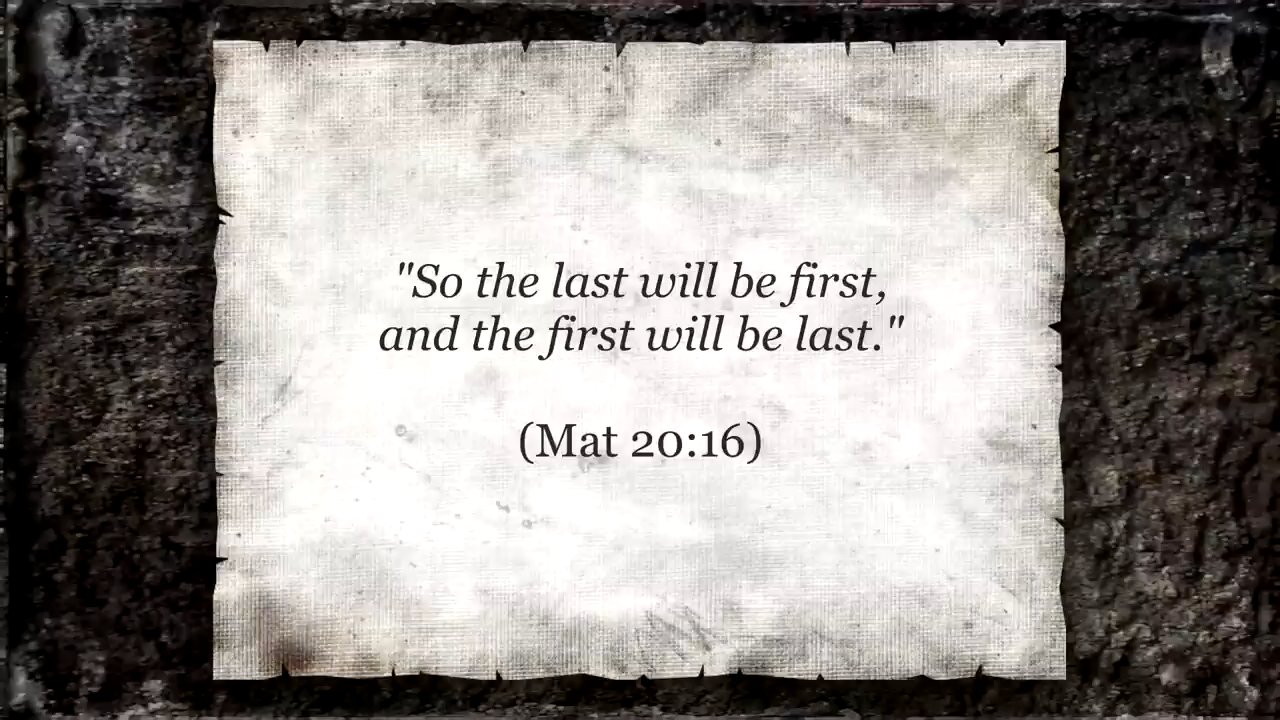 "So the last will be first,
and the first will be last."
(Mat 20:16)